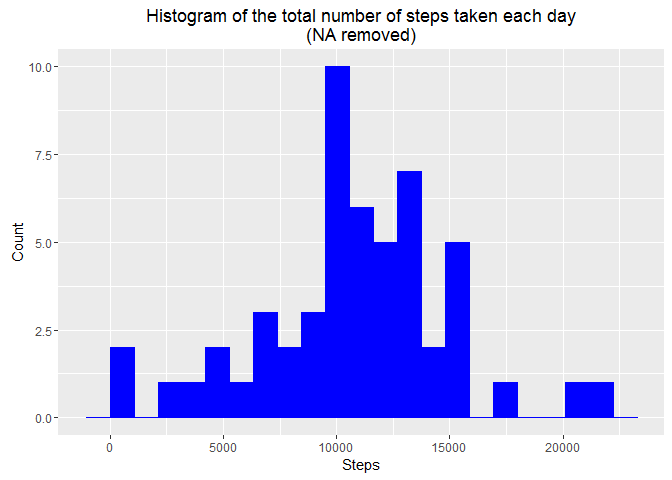 Histogram of the total number of steps taken each day
(NA removed)
10.0
7.5
5.0
2.5
0.0
Count
0 5000 10000 15000 20000
Steps